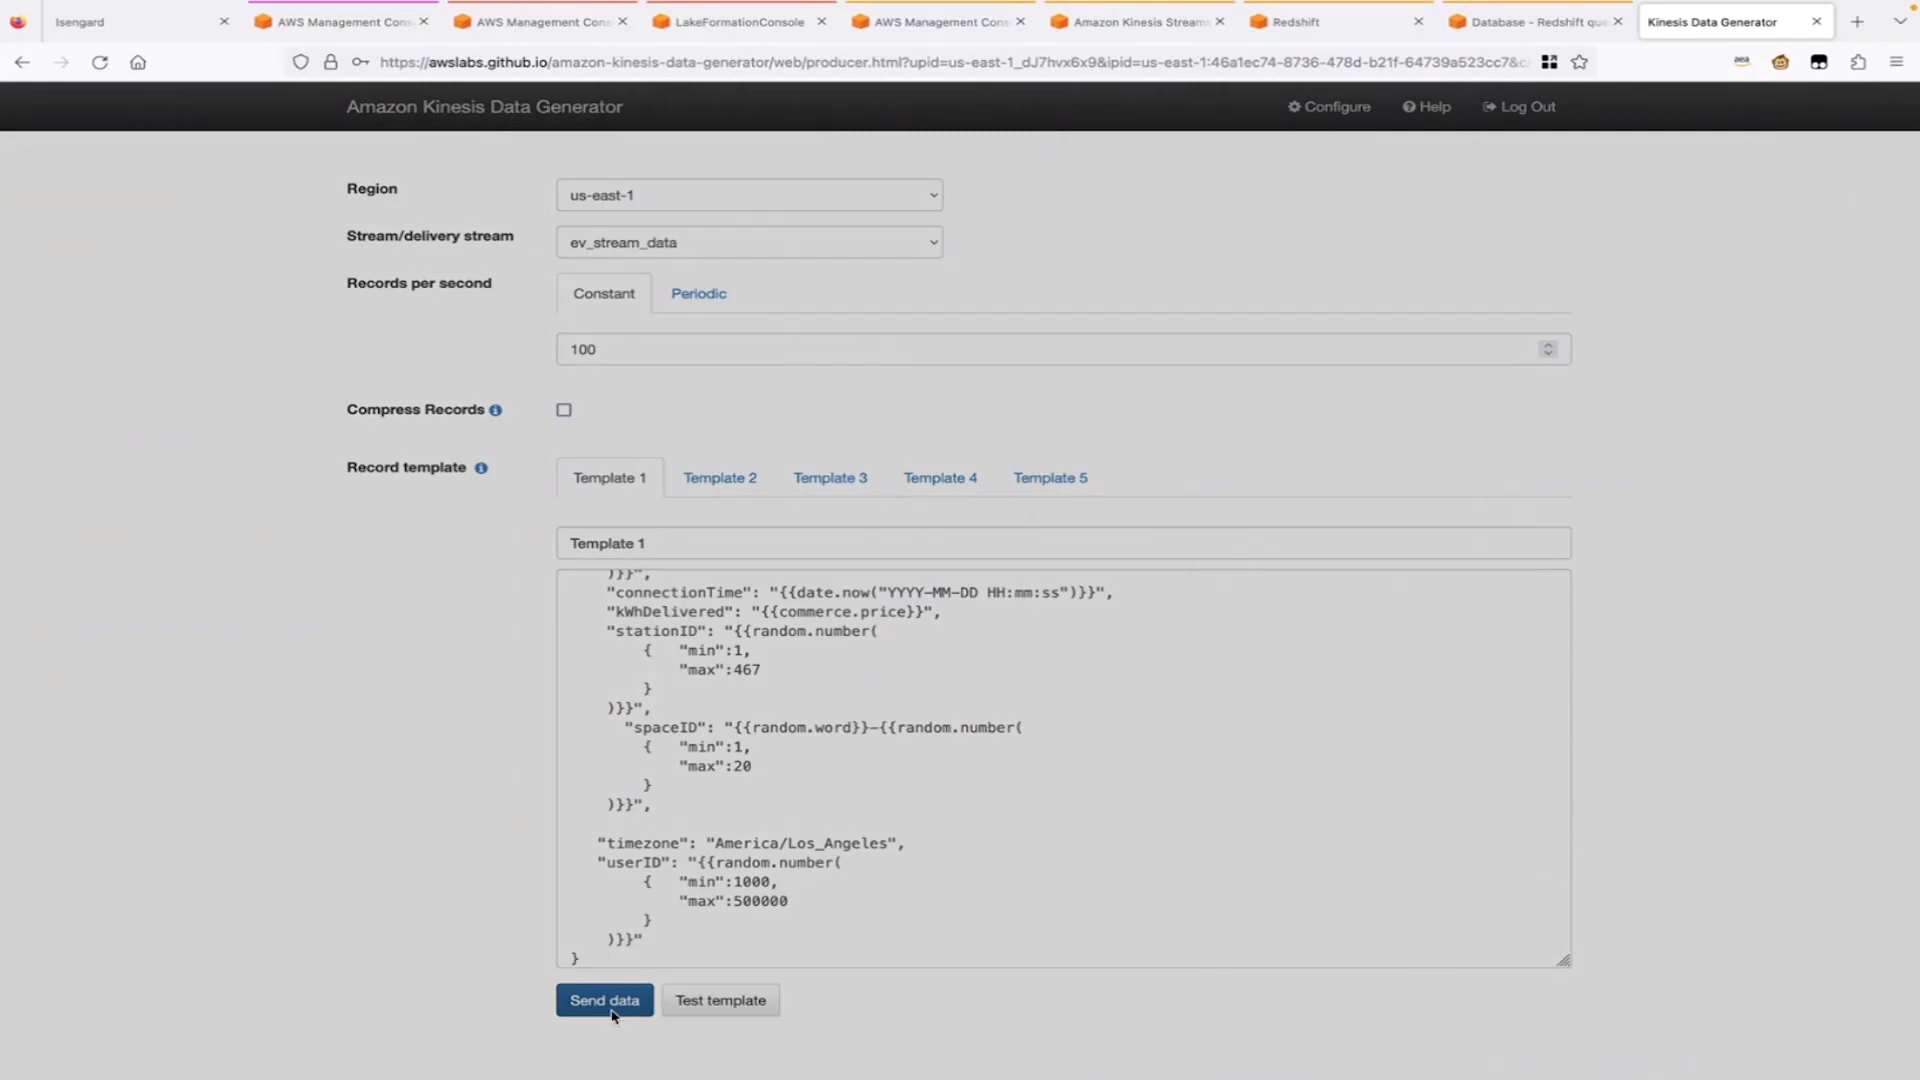 Isengard
AWS Management Cons
AWS Management Cons
LakeFormationConsole
AWS Management Cons
Amazon Kinesis Streams
Redshift
Database - Redshift que
Kinesis Data Generator
https://awslabs.github.io/amazon-kinesis-data-generator/web/producer.html?upid=us-east-1_dJ7hvx6x9&ipid=us-east-1:46a1ec74-8736-478d-b21f-64739a523cc7&c
Amazon Kinesis Data Generator
Configure
Help
Log Out
Region
us-east-1
Stream/delivery stream
ev_stream_data
Records per second
Constant
Periodic
100
Compress Records
Record template
Template 1
Template 2
Template 3
Template 4
Template 5
Template 1
)}}",
"connectionTime": "{{date.now("YYYY-MM-DD HH:mm:ss")}}",
"kWhDelivered": "{{commerce.price}}",
"stationID": "{{random.number(
{ "min":1,
"max":467
}
)}}",
"spaceID": "{{random.word}}-{{random.number(
{ "min":1,
"max":20
}
)}}",
"timezone": "America/Los_Angeles",
"userID": "{{random.number(
{ "min":1000,
"max":500000
}
)}}"
}
Send data
Test template